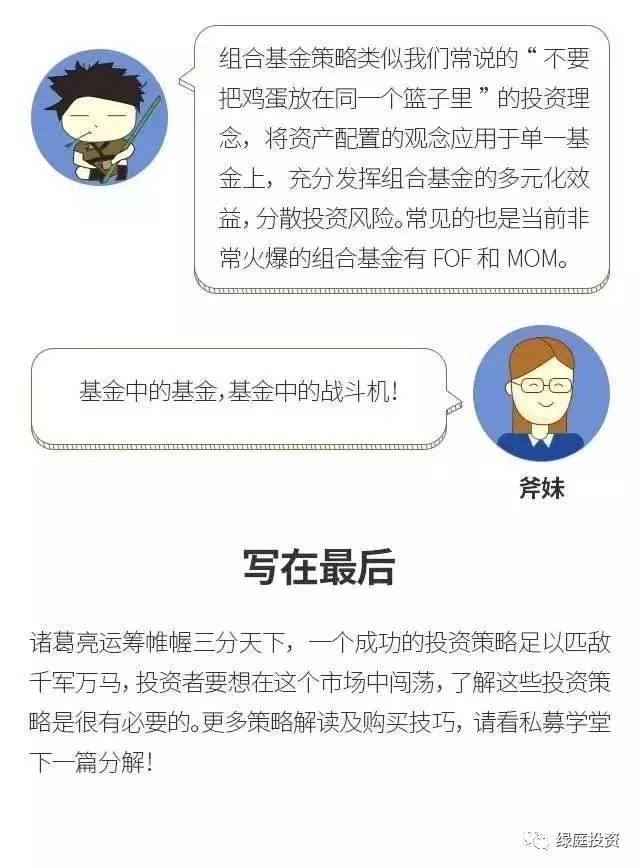 组合基金策略类似我们常说的“不要
把鸡蛋放在同一个篮子里”的投资理
念，将资产配置的观念应用于单一基
金上，充分发挥组合基金的多元化效
益，分散投资风险。常见的也是当前非
常火爆的组合基金有 FOF 和 MOM。
基金中的基金，基金中的战斗机！
斧妹
写在最后
诸葛亮运筹帷幄三分天下，一个成功的投资策略足以匹敌
千军万马，投资者要想在这个市场中闯荡，了解这些投资策
略是很有必要的。更多策略解读及购买技巧，请看私募学堂
下一篇分解！
绿庭投资